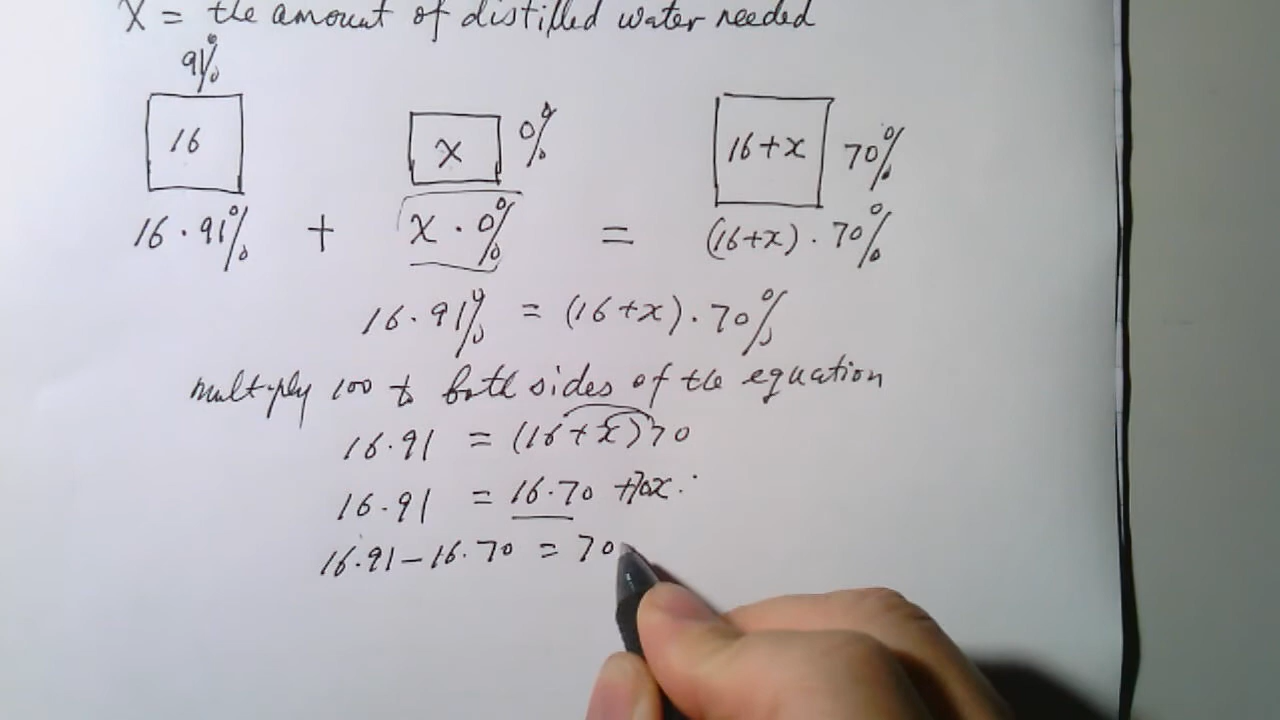 X = the amount of distilled water needed
91%
16 x 0% 16+x 70%
16·91% + x·0% = (16+x)·70%
16·91% = (16+x)·70%
multiply 100 to both sides of the equation
16·91 = (16+x)70
16·91 = 16·70 +70x
16·91–16·70 = 70